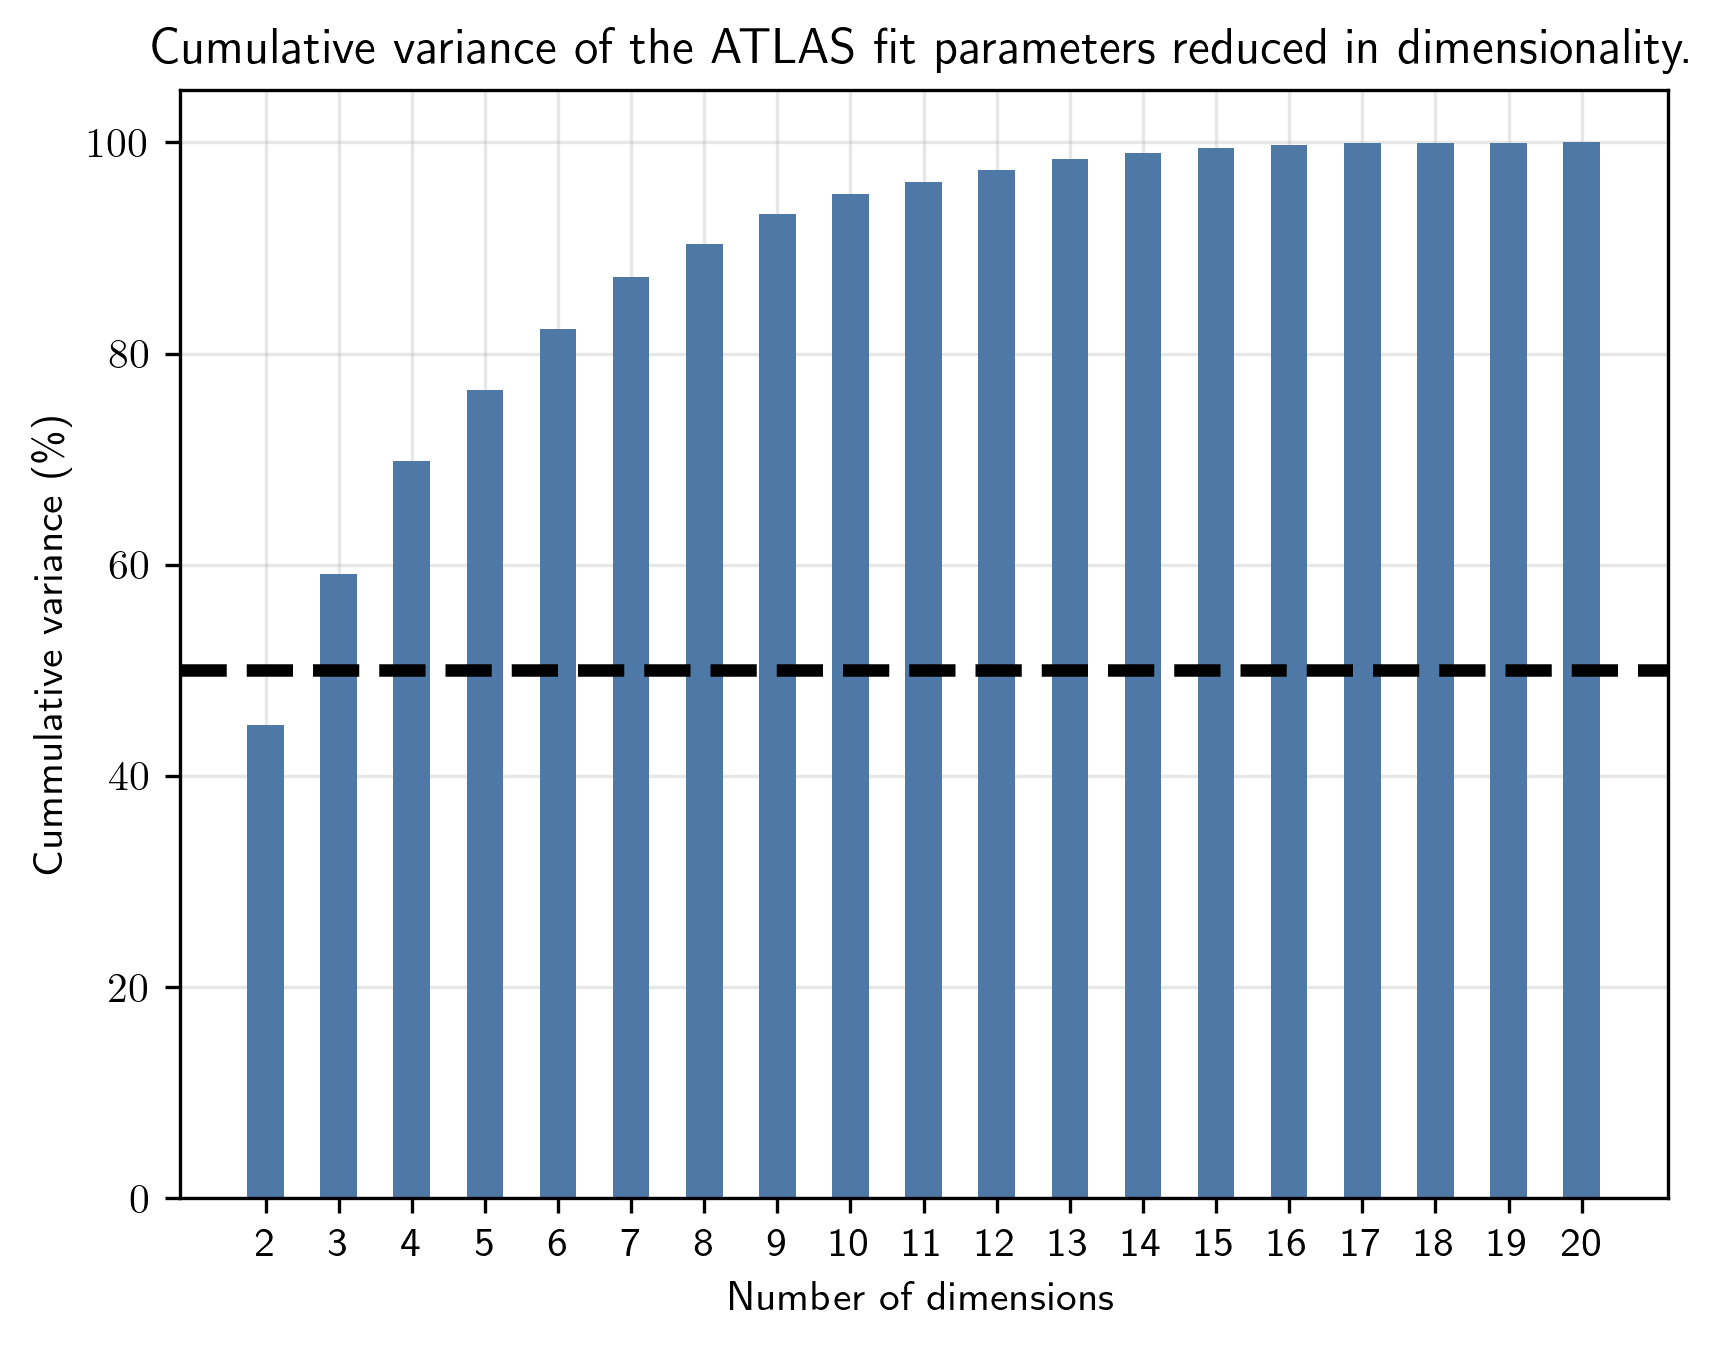 Cumulative variance of the ATLAS fit parameters reduced in dimensionality.
100
80
60
40
20
0
Cummulative variance (%)
2 3 4 5 6 7 8 9 10 11 12 13 14 15 16 17 18 19 20
Number of dimensions